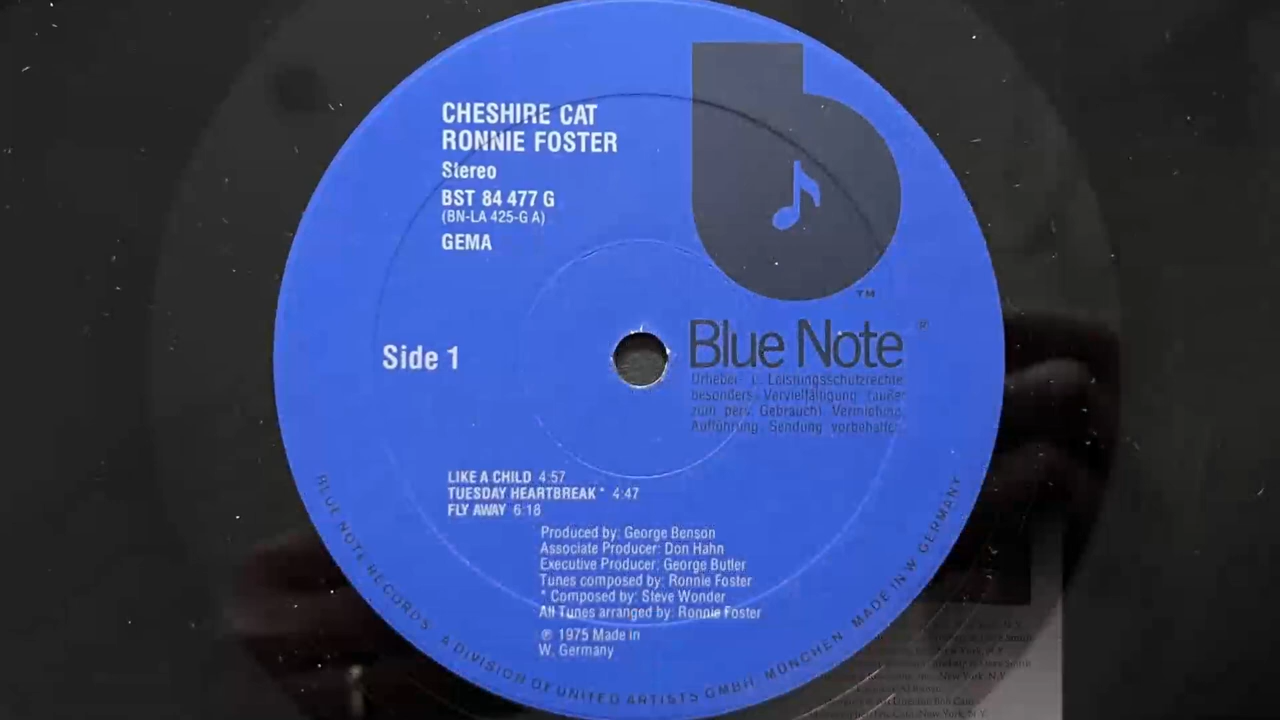 CHESHIRE CAT
RONNIE FOSTER
Stereo
BST 84 477 G
(BN-LA 425-G A)
GEMA
TM
Blue Note
Urheber- u. Leistungsschutzrechte,
besonders Vervielfältigung (außer
zum pers. Gebrauch), Vermietung,
Aufführung, Sendung vorbehalten.
Side 1
LIKE A CHILD 4:57
TUESDAY HEARTBREAK * 4:47
FLY AWAY 6:18
Produced by: George Benson
Associate Producer: Don Hahn
Executive Producer: George Butler
Tunes composed by: Ronnie Foster
* Composed by: Steve Wonder
All Tunes arranged by: Ronnie Foster
℗ 1975 Made in
W. Germany
BLUE NOTE RECORDS · A DIVISION OF UNITED ARTISTS GMBH, MÜNCHEN · MADE IN W. GERMANY